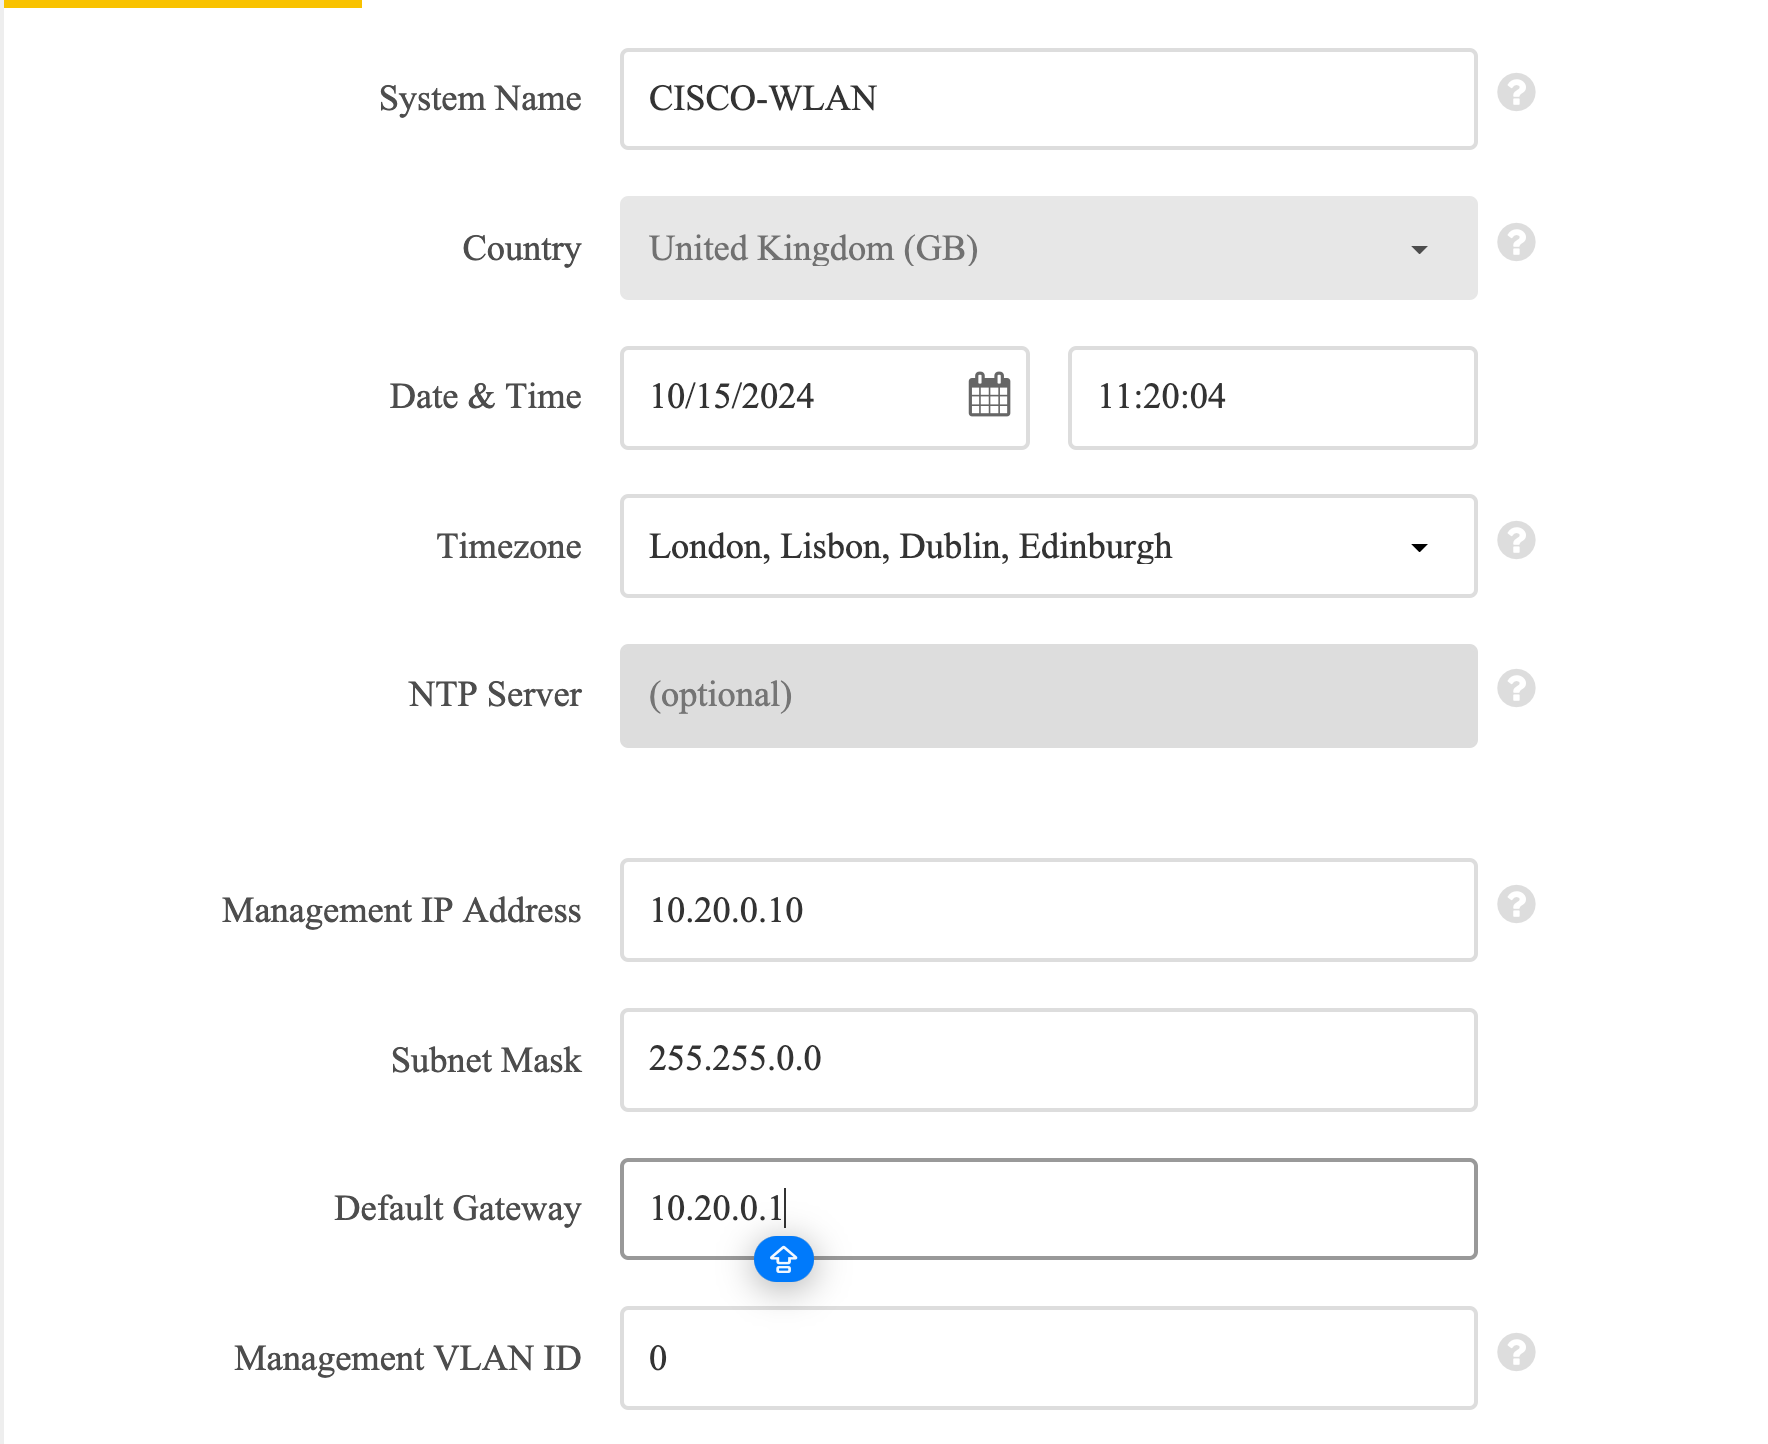 System Name
CISCO-WLAN
?
Country
United Kingdom (GB)
?
Date & Time
10/15/2024
11:20:04
Timezone
London, Lisbon, Dublin, Edinburgh
?
NTP Server
(optional)
?
Management IP Address
10.20.0.10
?
Subnet Mask
255.255.0.0
Default Gateway
10.20.0.1
Management VLAN ID
0
?